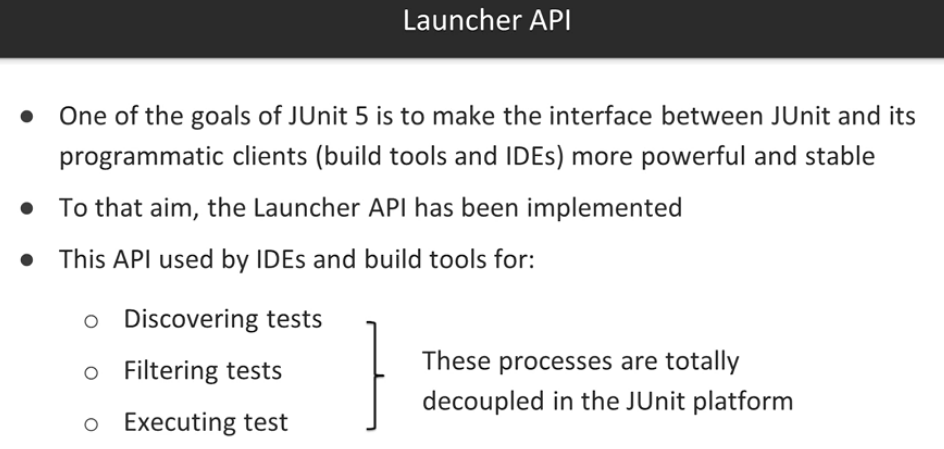 Launcher API
● One of the goals of JUnit 5 is to make the interface between JUnit and its
programmatic clients (build tools and IDEs) more powerful and stable
● To that aim, the Launcher API has been implemented
● This API used by IDEs and build tools for:
○ Discovering tests
○ Filtering tests
○ Executing test
These processes are totally
decoupled in the JUnit platform